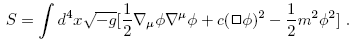 S = \int d^4x \sqrt{-g} [ \frac{1}{2} \nabla_\mu \phi \nabla^\mu \phi + c (\Box \phi)^2 - \frac{1}{2} m^2 \phi^2 ] \; .